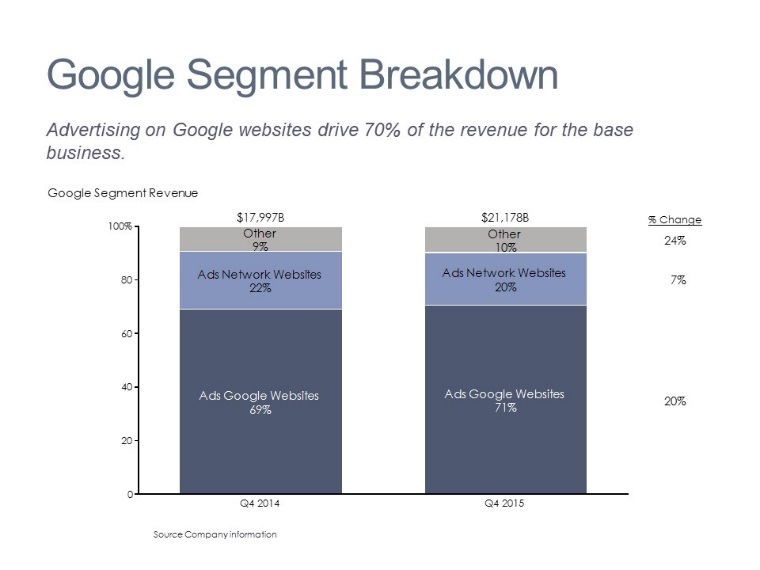 Google Segment Breakdown
Advertising on Google websites drive 70% of the revenue for the base
business.
Google Segment Revenue
$17,997B
$21,178B
% Change
100%
80
60
40
20
0
Other
9%
Ads Network Websites
22%
Ads Google Websites
69%
Other
10%
Ads Network Websites
20%
Ads Google Websites
71%
24%
7%
20%
Q4 2014
Q4 2015
Source Company information